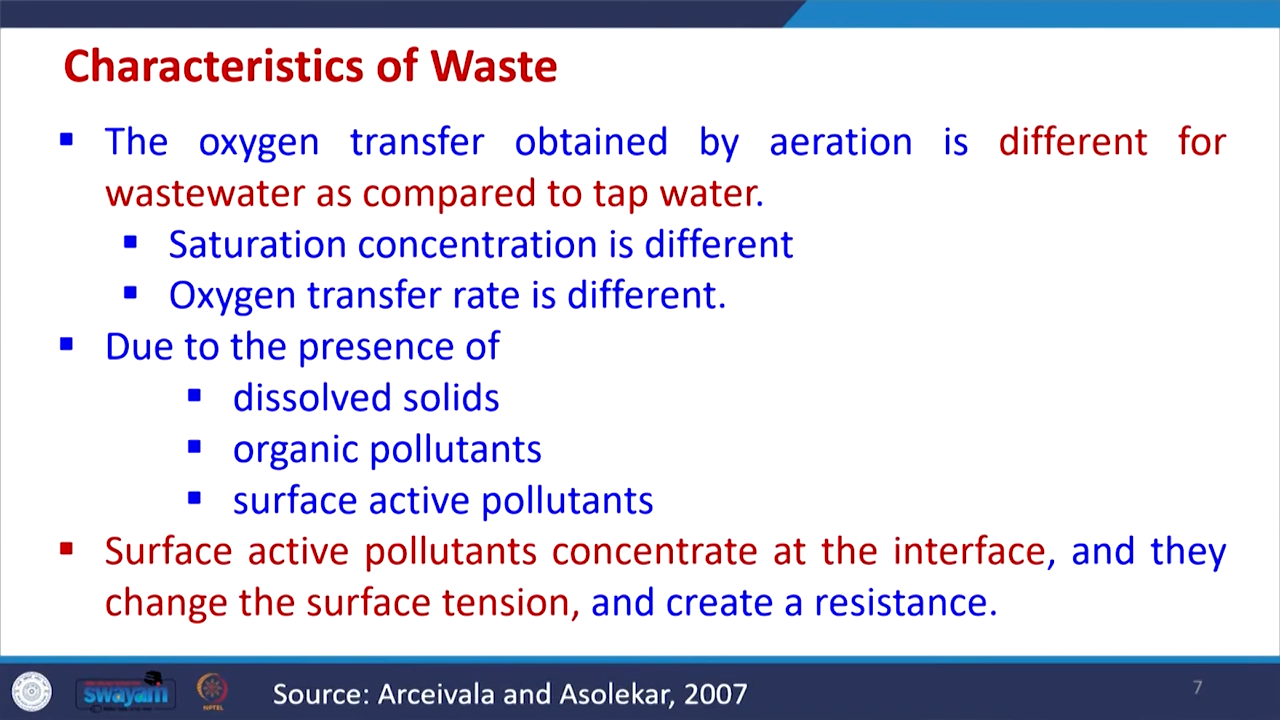 Characteristics of Waste
▪ The oxygen transfer obtained by aeration is different for
wastewater as compared to tap water.
▪ Saturation concentration is different
▪ Oxygen transfer rate is different.
▪ Due to the presence of
▪ dissolved solids
▪ organic pollutants
▪ surface active pollutants
▪ Surface active pollutants concentrate at the interface, and they
change the surface tension, and create a resistance.
swayam
NPTEL
Source: Arceivala and Asolekar, 2007
7